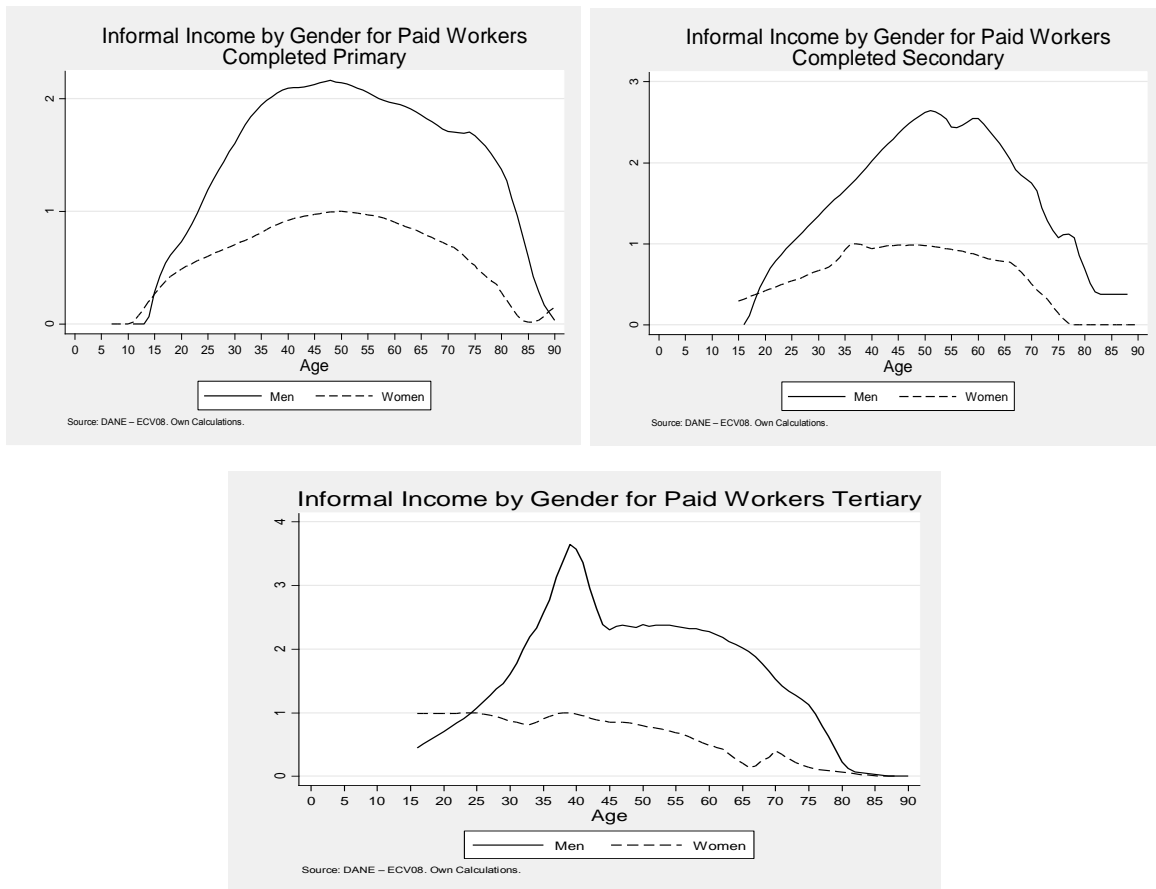 Informal Income by Gender for Paid Workers
Completed Primary
2
1
0
0 5 10 15 20 25 30 35 40 45 50 55 60 65 70 75 80 85 90
Age
Men Women
Source: DANE – ECV08. Own Calculations.
Informal Income by Gender for Paid Workers
Completed Secondary
3
2
1
0
0 5 10 15 20 25 30 35 40 45 50 55 60 65 70 75 80 85 90
Age
Men Women
Source: DANE – ECV08. Own Calculations.
Informal Income by Gender for Paid Workers Tertiary
4
3
2
1
0
0 5 10 15 20 25 30 35 40 45 50 55 60 65 70 75 80 85 90
Age
Men Women
Source: DANE – ECV08. Own Calculations.